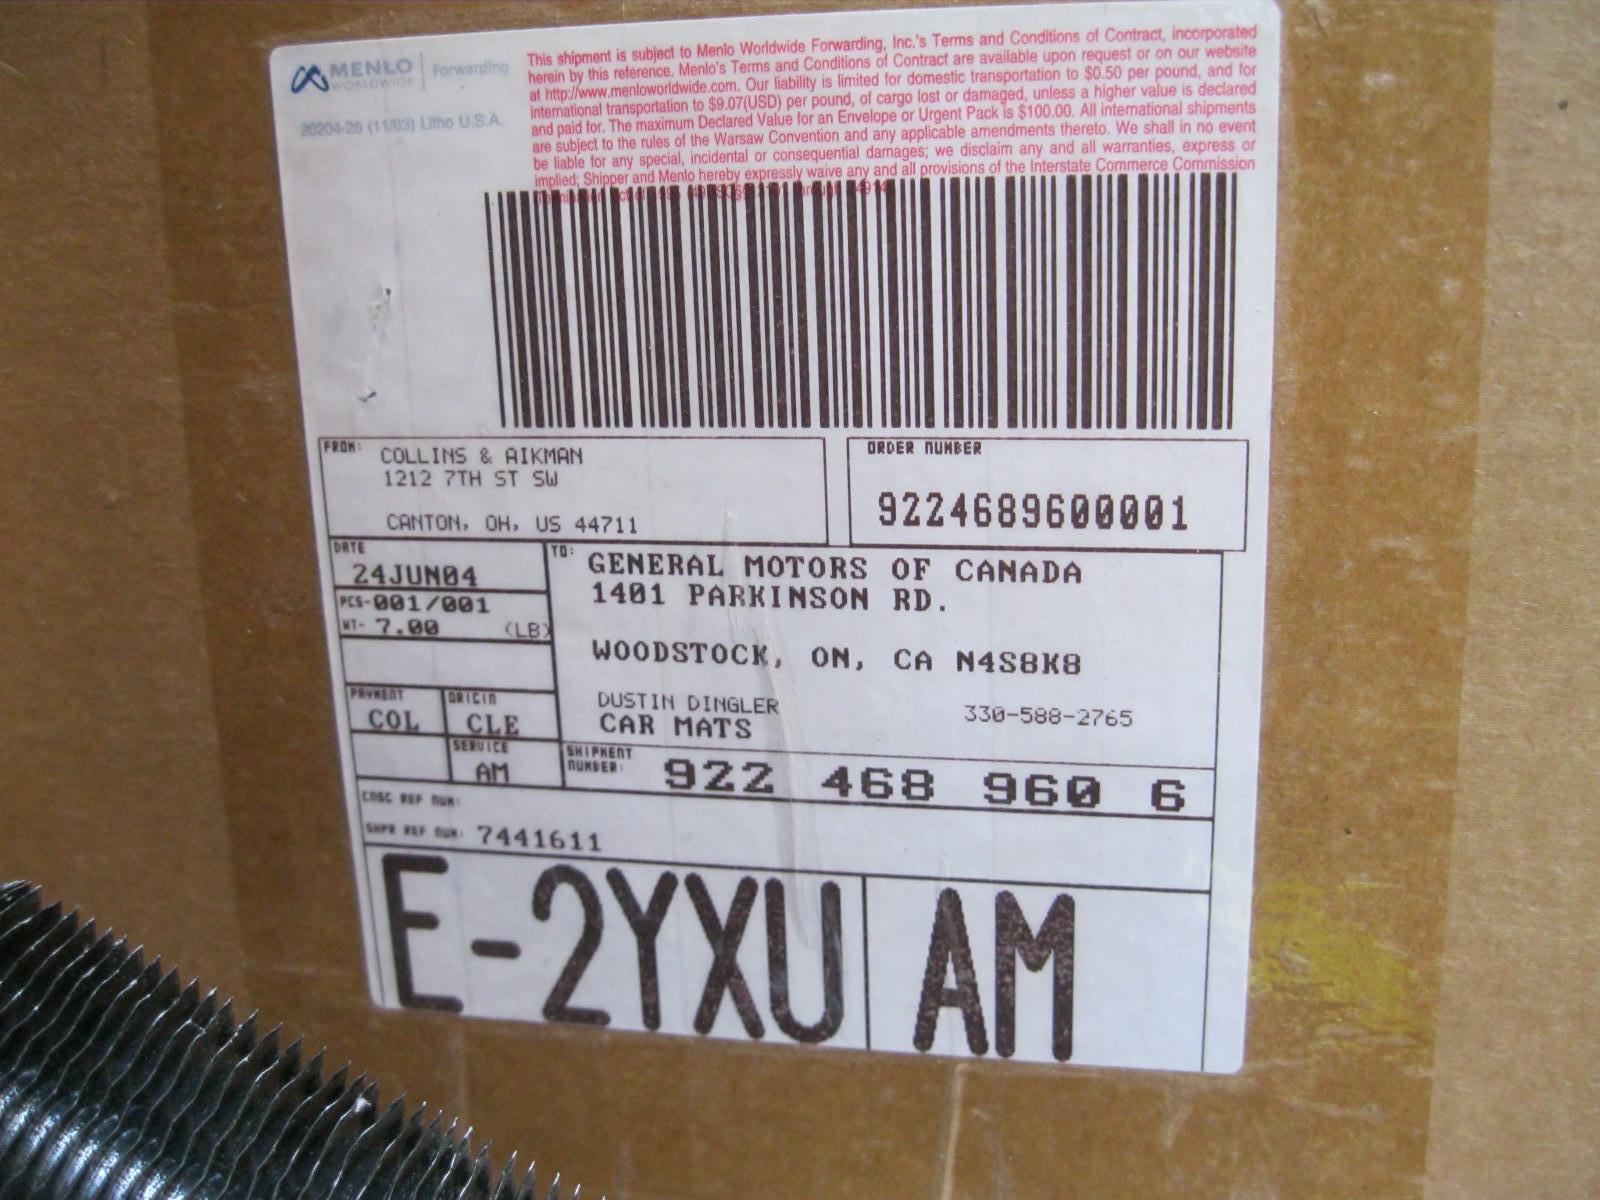 MENLO WORLDWIDE Forwarding
20204-26 (11/03) Litho U.S.A.
This shipment is subject to Menlo Worldwide Forwarding, Inc.'s Terms and Conditions of Contract, incorporated
herein by this reference. Menlo's Terms and Conditions of Contract are available upon request or on our website
at http://www.menloworldwide.com. Our liability is limited for domestic transportation to $0.50 per pound, and for
international transportation to $9.07(USD) per pound, of cargo lost or damaged, unless a higher value is declared
and paid for. The maximum Declared Value for an Envelope or Urgent Pack is $100.00. All international shipments
are subject to the rules of the Warsaw Convention and any applicable amendments thereto. We shall in no event
be liable for any special, incidental or consequential damages; we disclaim any and all warranties, express or
implied; Shipper and Menlo hereby expressly waive any and all provisions of the Interstate Commerce Commission
FROM: COLLINS & AIKMAN
1212 7TH ST SW
CANTON, OH, US 44711
ORDER NUMBER
9224689600001
DATE
24JUN04
PCS-001/001
WT- 7.00 (LB)
TO: GENERAL MOTORS OF CANADA
1401 PARKINSON RD.
WOODSTOCK, ON, CA N4S8K8
DUSTIN DINGLER 330-588-2765
CAR MATS
PAYMENT
COL
ORIGIN
CLE
SERVICE
AM
SHIPMENT
NUMBER: 922 468 960 6
CNSG REF NUM:
SHPR REF NUM: 7441611
E-2YXU AM